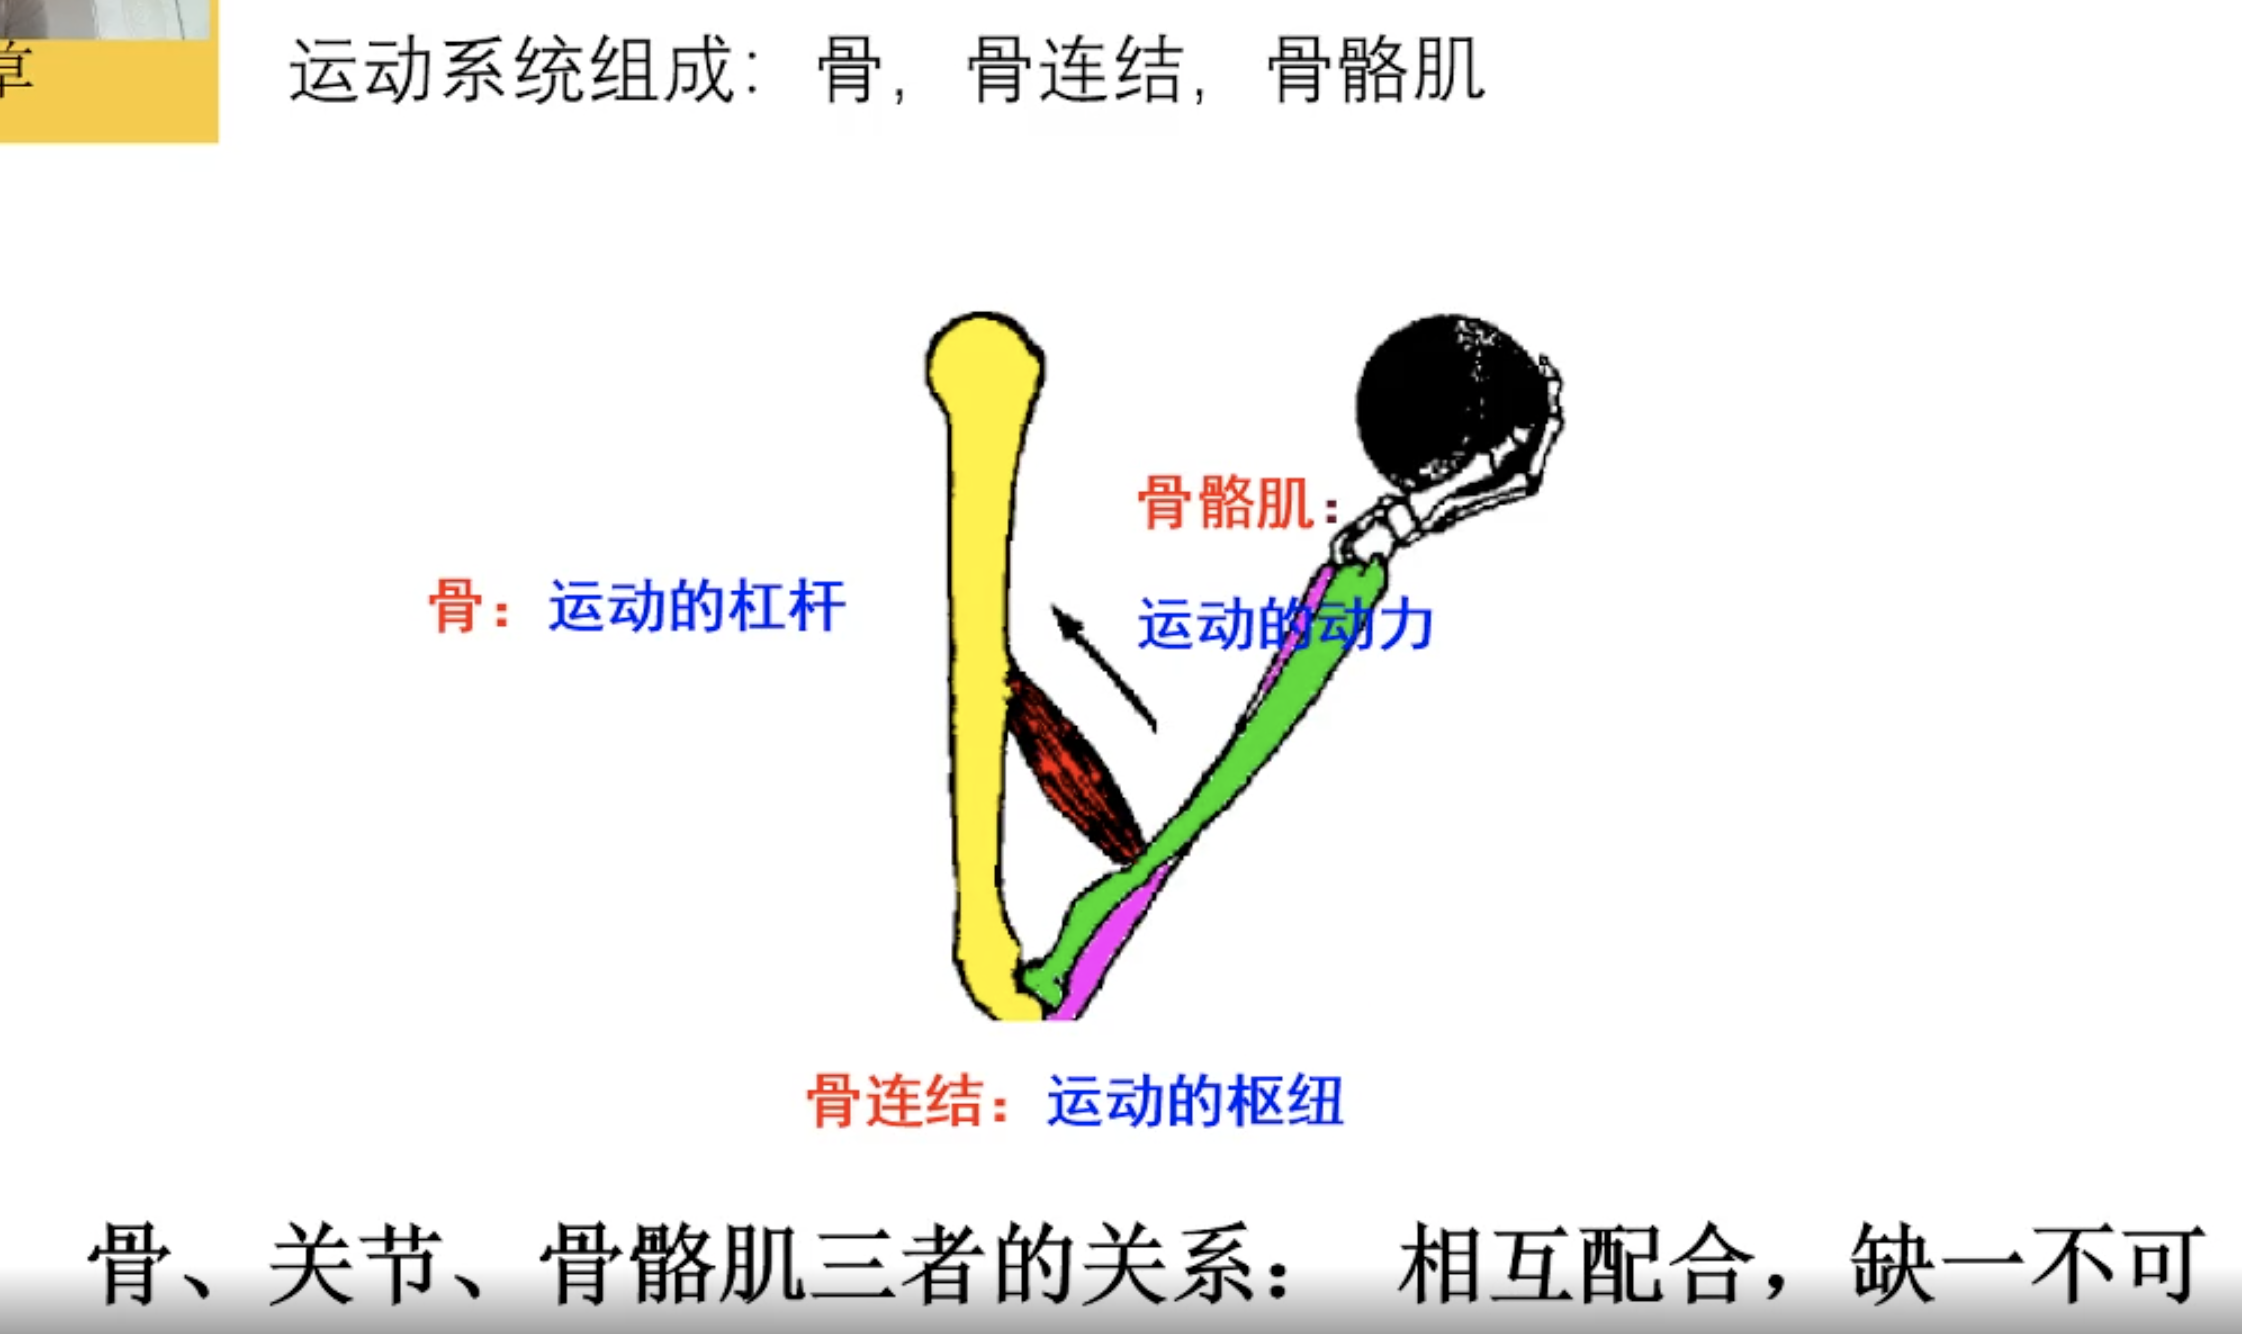 章
运动系统组成：骨，骨连结，骨骼肌
骨骼肌：
骨：运动的杠杆
运动的动力
骨连结：运动的枢纽
骨、关节、骨骼肌三者的关系： 相互配合，缺一不可